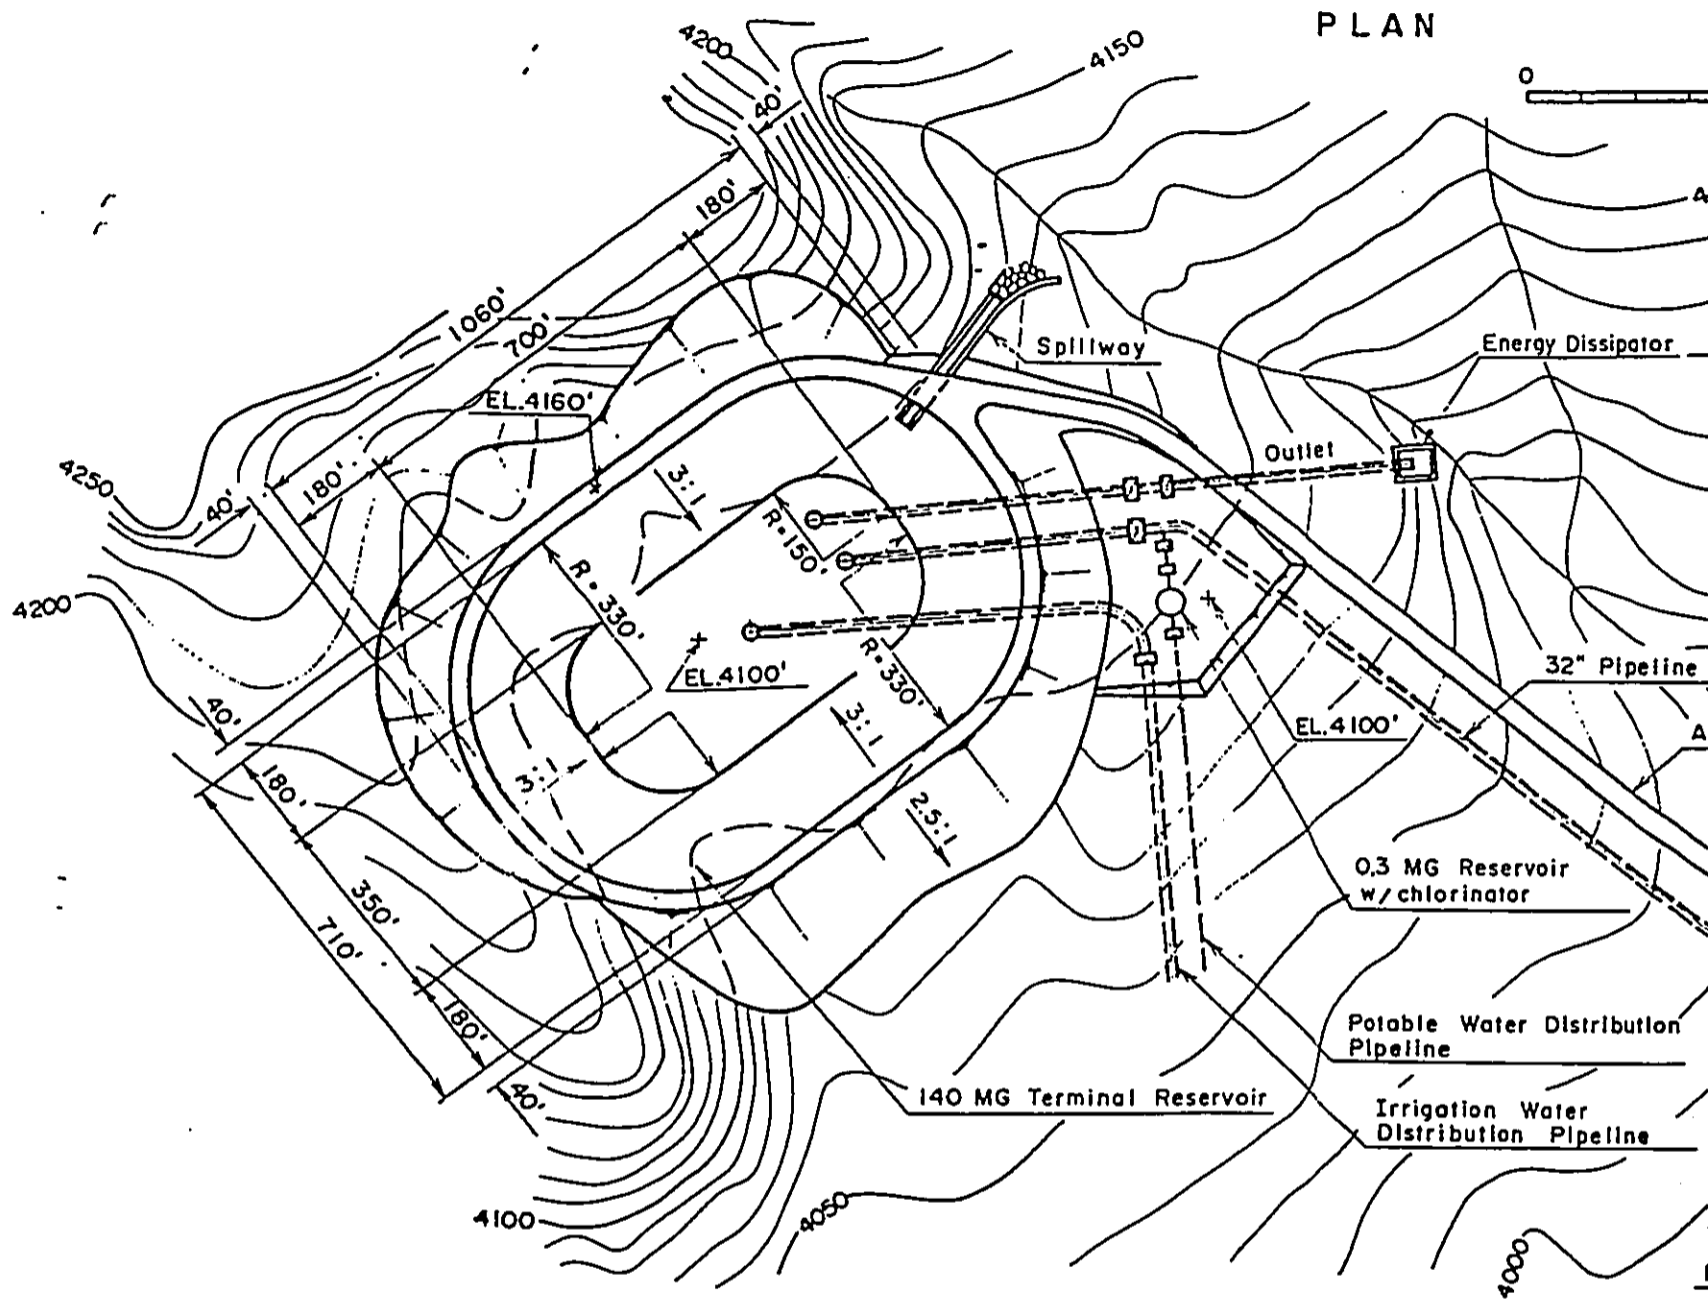 PLAN
0
4200
4150
40'
180'
1060'
700'
Spillway
Energy Dissipator
EL.4160'
Outlet
4250
180'
40'
3:1
R=150'
R=330'
4200
EL.4100'
R=330'
32" Pipeline
40'
3:1
EL.4100'
A
180'
3:1
2.5:1
0.3 MG Reservoir
w/chlorinator
350'
710'
180'
Potable Water Distribution
Pipeline
40'
140 MG Terminal Reservoir
Irrigation Water
Distribution Pipeline
4100
4050
4000